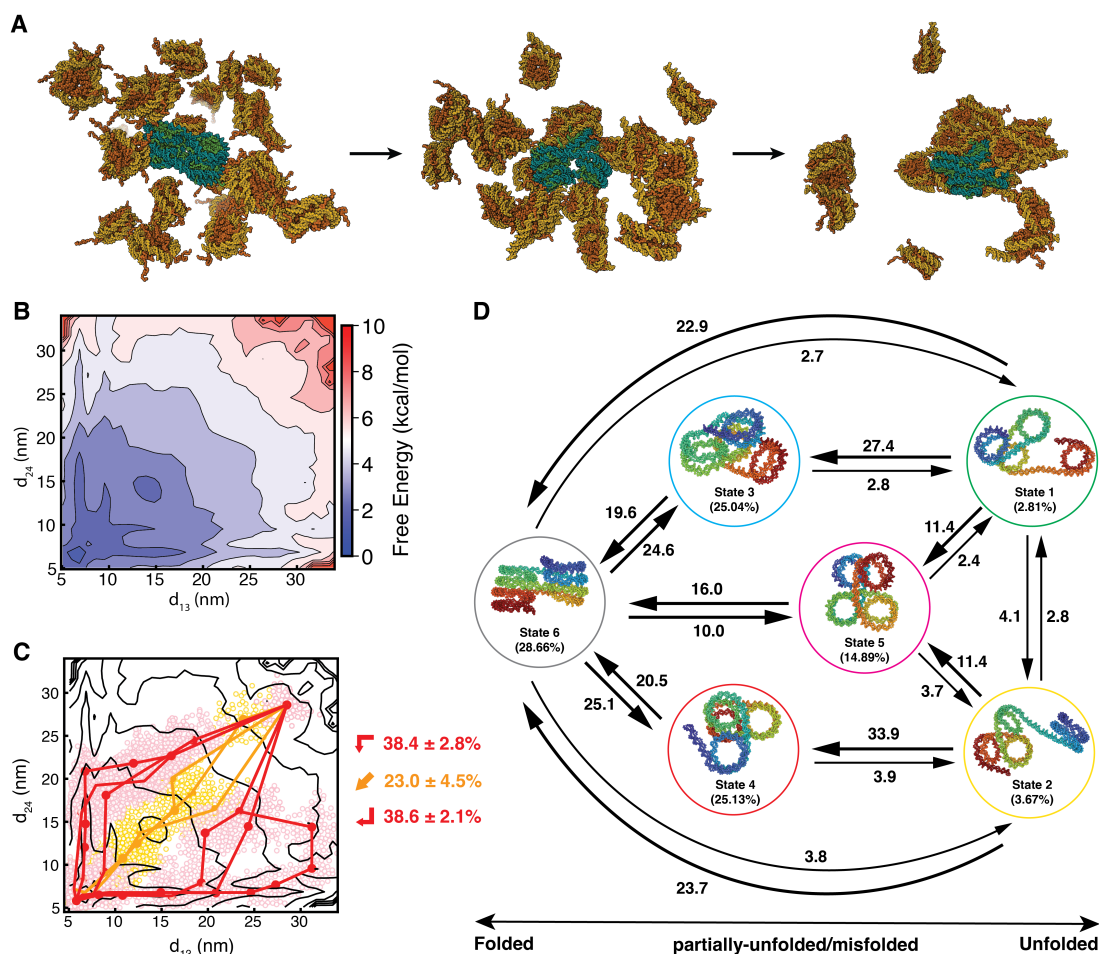 A
B
30
25
20
15
10
5
d24 (nm)
5
10
15
20
25
30
d13 (nm)
10
8
6
4
2
0
Free Energy (kcal/mol)
C
30
25
20
15
10
5
d24 (nm)
5
10
15
20
25
30
d13 (nm)
38.4 ± 2.8%
23.0 ± 4.5%
38.6 ± 2.1%
D
22.9
2.7
State 3
(25.04%)
27.4
2.8
State 1
(2.81%)
19.6
24.6
11.4
2.4
State 6
(28.66%)
16.0
10.0
State 5
(14.89%)
4.1
2.8
20.5
25.1
11.4
3.7
State 4
(25.13%)
33.9
3.9
State 2
(3.67%)
3.8
23.7
Folded
partially-unfolded/misfolded
Unfolded